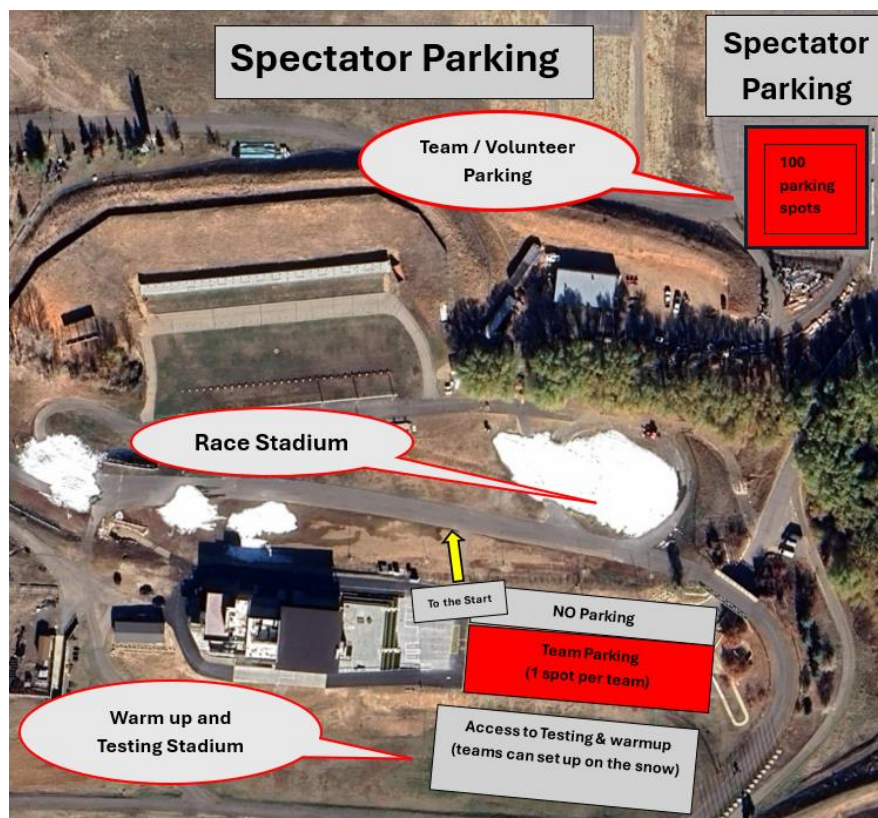 Spectator Parking
Spectator
Parking
Team / Volunteer
Parking
100
parking
spots
Race Stadium
To the Start
NO Parking
Team Parking
(1 spot per team)
Warm up and
Testing Stadium
Access to Testing & warmup
(teams can set up on the snow)